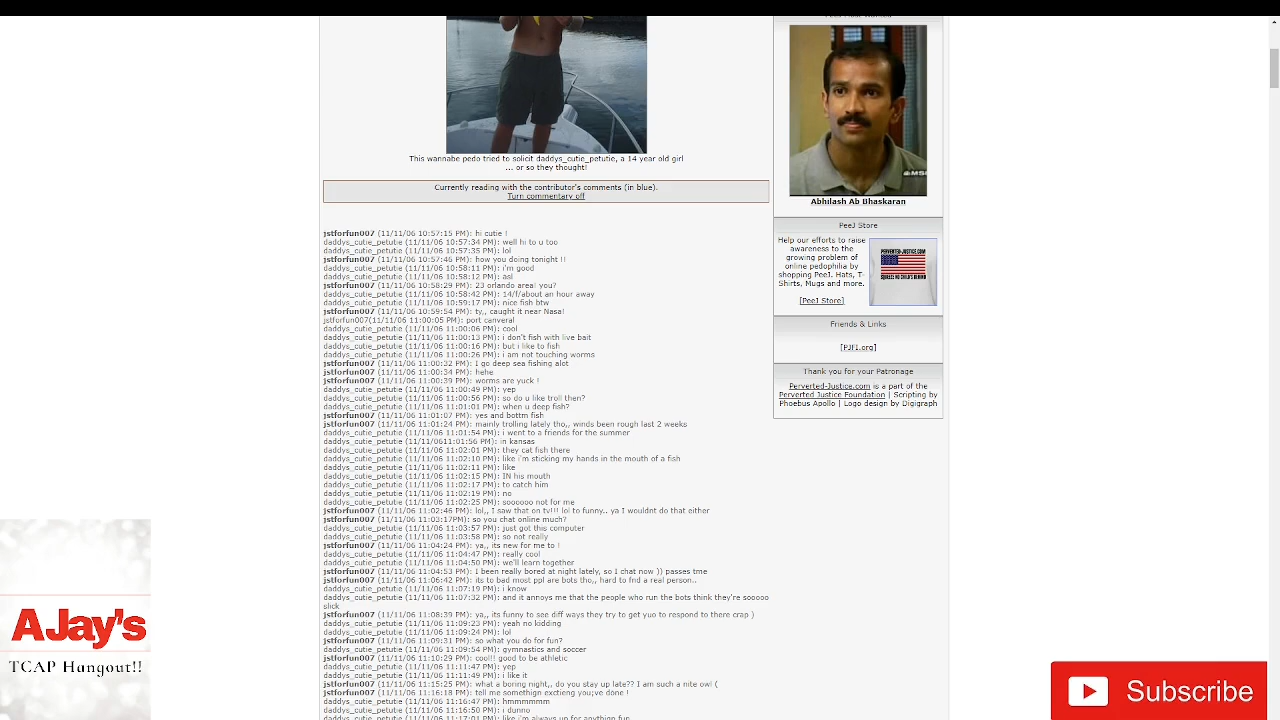 This wannabe pedo tried to solicit daddys_cutie_petutie, a 14 year old girl
... or so they thought!
Currently reading with the contributor's comments (in blue).
Turn commentary off
jstforfun007 (11/11/06 10:57:15 PM): hi cutie !
daddys_cutie_petutie (11/11/06 10:57:34 PM): well hi to u too
daddys_cutie_petutie (11/11/06 10:57:35 PM): lol
jstforfun007 (11/11/06 10:57:46 PM): how you doing tonight !!
daddys_cutie_petutie (11/11/06 10:58:11 PM): i'm good
daddys_cutie_petutie (11/11/06 10:58:12 PM): asl
jstforfun007 (11/11/06 10:58:29 PM): 23 orlando area! you?
daddys_cutie_petutie (11/11/06 10:58:42 PM): 14/f/about an hour away
daddys_cutie_petutie (11/11/06 10:59:17 PM): nice fish btw
jstforfun007 (11/11/06 10:59:54 PM): ty,, caught it near Nasa!
jstforfun007(11/11/06 11:00:05 PM): port canveral
daddys_cutie_petutie (11/11/06 11:00:06 PM): cool
daddys_cutie_petutie (11/11/06 11:00:13 PM): i don't fish with live bait
daddys_cutie_petutie (11/11/06 11:00:16 PM): but i like to fish
daddys_cutie_petutie (11/11/06 11:00:26 PM): i am not touching worms
jstforfun007 (11/11/06 11:00:32 PM): I go deep sea fishing alot
jstforfun007 (11/11/06 11:00:34 PM): hehe
jstforfun007 (11/11/06 11:00:39 PM): worms are yuck !
daddys_cutie_petutie (11/11/06 11:00:49 PM): yep
daddys_cutie_petutie (11/11/06 11:00:56 PM): so do u like troll then?
daddys_cutie_petutie (11/11/06 11:01:01 PM): when u deep fish?
jstforfun007 (11/11/06 11:01:07 PM): yes and bottm fish
jstforfun007 (11/11/06 11:01:24 PM): mainly trolling lately tho,, winds been rough last 2 weeks
daddys_cutie_petutie (11/11/06 11:01:54 PM): i went to a friends for the summer
daddys_cutie_petutie (11/11/0611:01:56 PM): in kansas
daddys_cutie_petutie (11/11/06 11:02:01 PM): they cat fish there
daddys_cutie_petutie (11/11/06 11:02:10 PM): like i'm sticking my hands in the mouth of a fish
daddys_cutie_petutie (11/11/06 11:02:11 PM): like
daddys_cutie_petutie (11/11/06 11:02:15 PM): IN his mouth
daddys_cutie_petutie (11/11/06 11:02:17 PM): to catch him
daddys_cutie_petutie (11/11/06 11:02:19 PM): no
daddys_cutie_petutie (11/11/06 11:02:25 PM): soooooo not for me
jstforfun007 (11/11/06 11:02:46 PM): lol,, I saw that on tv!!! lol to funny.. ya I wouldnt do that either
jstforfun007 (11/11/06 11:03:17PM): so you chat online much?
daddys_cutie_petutie (11/11/06 11:03:57 PM): just got this computer
daddys_cutie_petutie (11/11/06 11:03:58 PM): so not really
jstforfun007 (11/11/06 11:04:24 PM): ya,, its new for me to !
daddys_cutie_petutie (11/11/06 11:04:47 PM): really cool
daddys_cutie_petutie (11/11/06 11:04:50 PM): we'll learn together
jstforfun007 (11/11/06 11:04:53 PM): I been really bored at night lately, so I chat now )) passes tme
jstforfun007 (11/11/06 11:06:42 PM): its to bad most ppl are bots tho,, hard to fnd a real person..
daddys_cutie_petutie (11/11/06 11:07:19 PM): i know
daddys_cutie_petutie (11/11/06 11:07:32 PM): and it annoys me that the people who run the bots think they're sooooo
slick
jstforfun007 (11/11/06 11:08:39 PM): ya,, its funny to see diff ways they try to get yuo to respond to there crap )
daddys_cutie_petutie (11/11/06 11:09:23 PM): yeah no kidding
daddys_cutie_petutie (11/11/06 11:09:24 PM): lol
jstforfun007 (11/11/06 11:09:31 PM): so what you do for fun?
daddys_cutie_petutie (11/11/06 11:09:54 PM): gymnastics and soccer
jstforfun007 (11/11/06 11:10:29 PM): cool!!! good to be athletic
daddys_cutie_petutie (11/11/06 11:11:47 PM): yep
daddys_cutie_petutie (11/11/06 11:11:49 PM): i like it
jstforfun007 (11/11/06 11:15:25 PM): what a boring night,, do you stay up late?? I am such a nite owl (
jstforfun007 (11/11/06 11:16:18 PM): tell me somethign exctieng you;ve done !
daddys_cutie_petutie (11/11/06 11:16:47 PM): hmmmmmm
daddys_cutie_petutie (11/11/06 11:16:50 PM): i dunno
daddys_cutie_petutie (11/11/06 11:17:01 PM): like i'm always up for anythign fun
Abhilash Ab Bhaskaran
PeeJ Store
Help our efforts to raise
awareness to the
growing problem of
online pedophilia by
shopping PeeJ. Hats, T-
Shirts, Mugs and more.
[PeeJ Store]
PERVERTED-JUSTICE.COM
Friends & Links
[PJFI.org]
Thank you for your Patronage
Perverted-Justice.com is a part of the
Perverted Justice Foundation | Scripting by
Phoebus Apollo | Logo design by Digigraph
AJay's
TCAP Hangout!!
Subscribe